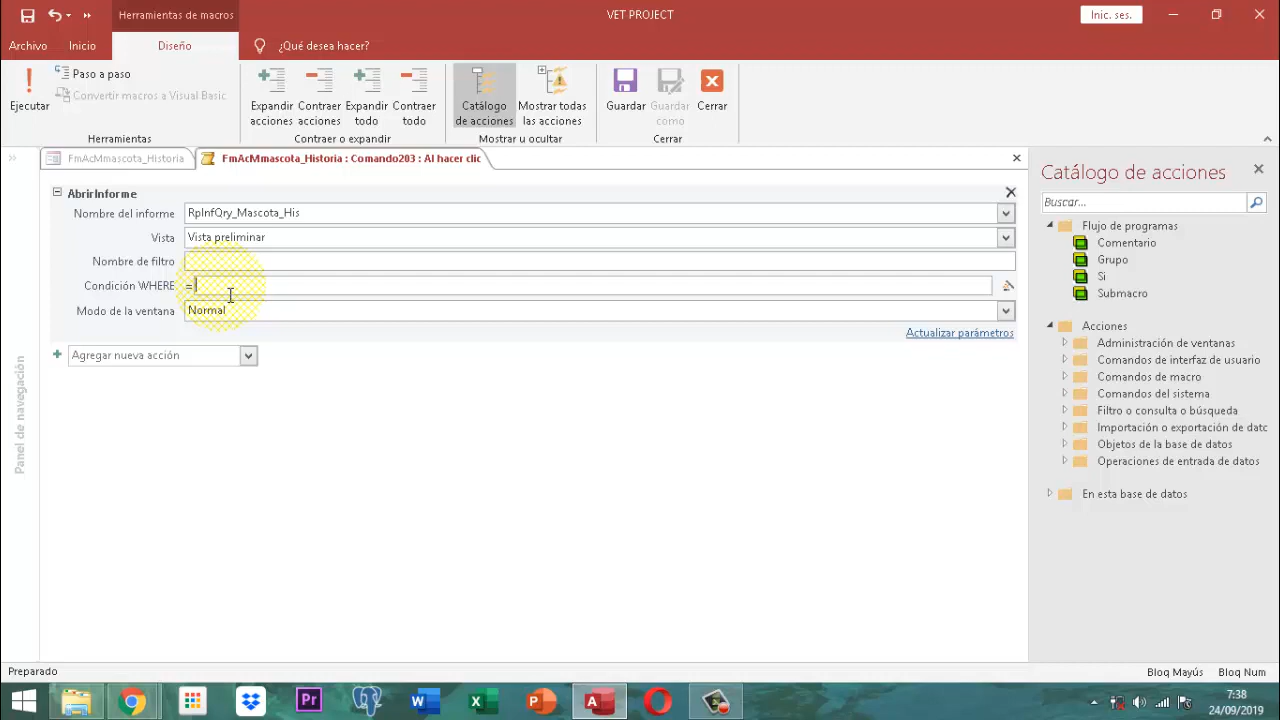 Herramientas de macros
VET PROJECT
Inic. ses.
Archivo
Inicio
Diseño
¿Qué desea hacer?
Ejecutar
Paso a paso
Convertir macros a Visual Basic
Herramientas
Expandir acciones
Contraer acciones
Expandir todo
Contraer todo
Contraer o expandir
Catálogo de acciones
Mostrar todas las acciones
Mostrar u ocultar
Guardar
Guardar como
Cerrar
Cerrar
FmAcMmascota_Historia
FmAcMmascota_Historia : Comando203 : Al hacer clic
Panel de navegación
AbrirInforme
Nombre del informe RpInfQry_Mascota_His
Vista Vista preliminar
Nombre de filtro
Condición WHERE =
Modo de la ventana Normal
Actualizar parámetros
Agregar nueva acción
Catálogo de acciones
Buscar...
Flujo de programas
Comentario
Grupo
Si
Submacro
Acciones
Administración de ventanas
Comandos de interfaz de usuario
Comandos de macro
Comandos del sistema
Filtro o consulta o búsqueda
Importación o exportación de datc
Objetos de la base de datos
Operaciones de entrada de datos
En esta base de datos
Preparado
Bloq Mayús
Bloq Num
Pr
7:38
24/09/2019